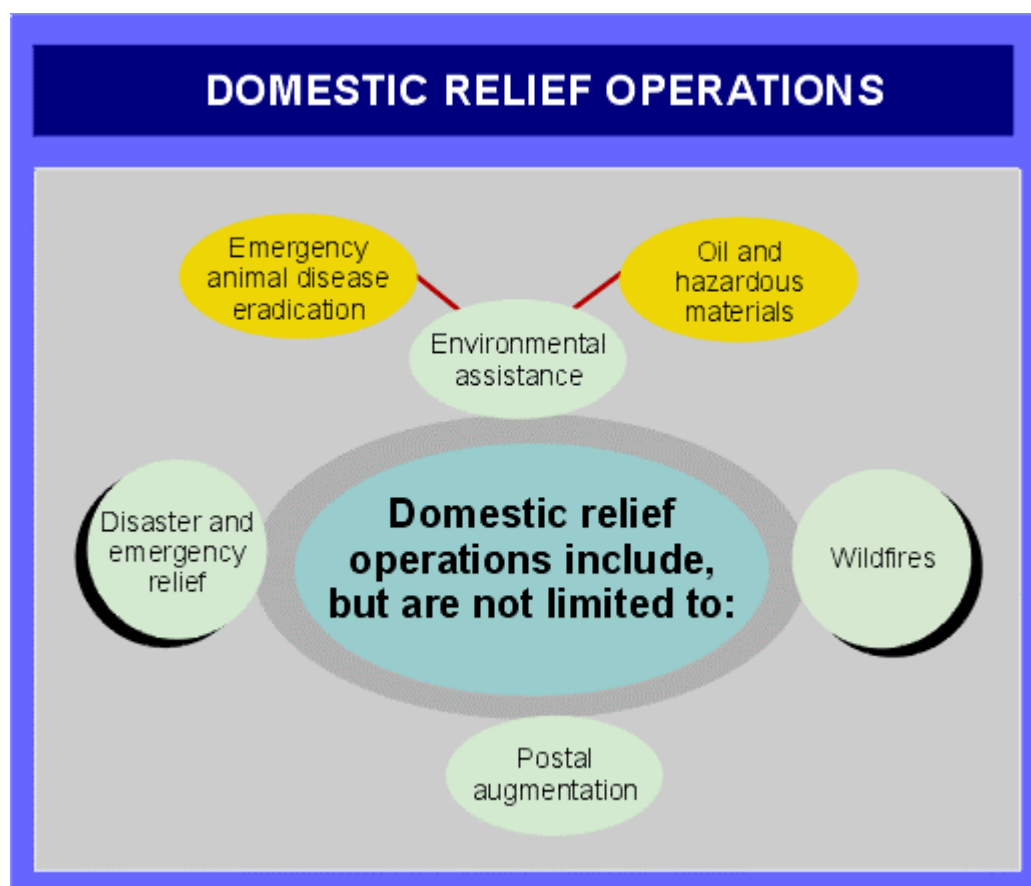 DOMESTIC RELIEF OPERATIONS
Emergency
animal disease
eradication
Oil and
hazardous
materials
Environmental
assistance
Disaster and
emergency
relief
Domestic relief
operations include,
but are not limited to:
Wildfires
Postal
augmentation